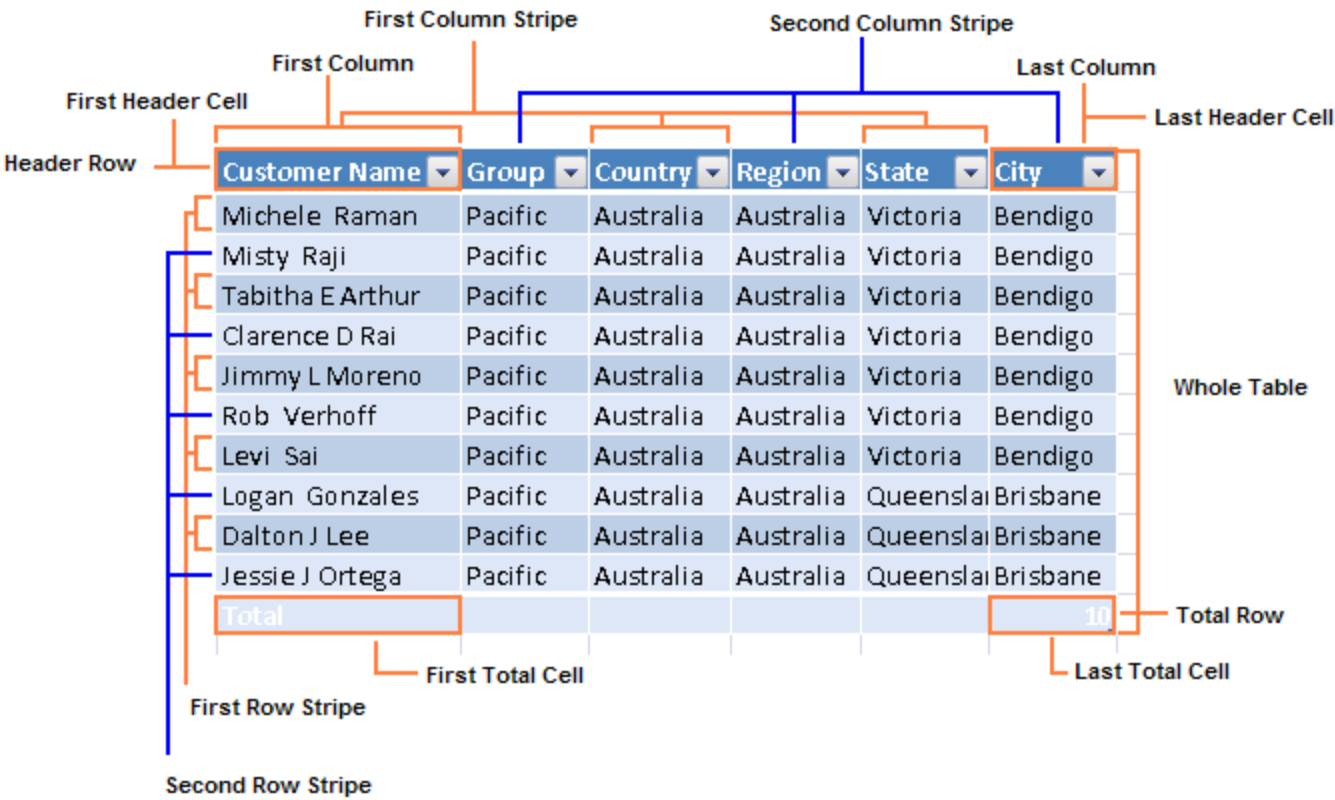 First Column Stripe
Second Column Stripe
First Column
Last Column
First Header Cell
Last Header Cell
Header Row
Customer Name Group Country Region State City
Michele Raman Pacific Australia Australia Victoria Bendigo
Misty Raji Pacific Australia Australia Victoria Bendigo
Tabitha E Arthur Pacific Australia Australia Victoria Bendigo
Clarence D Rai Pacific Australia Australia Victoria Bendigo
Jimmy L Moreno Pacific Australia Australia Victoria Bendigo
Whole Table
Rob Verhoff Pacific Australia Australia Victoria Bendigo
Levi Sai Pacific Australia Australia Victoria Bendigo
Logan Gonzales Pacific Australia Australia Queenslan Brisbane
Dalton J Lee Pacific Australia Australia Queenslan Brisbane
Jessie J Ortega Pacific Australia Australia Queenslan Brisbane
Total 10
Total Row
First Total Cell
Last Total Cell
First Row Stripe
Second Row Stripe